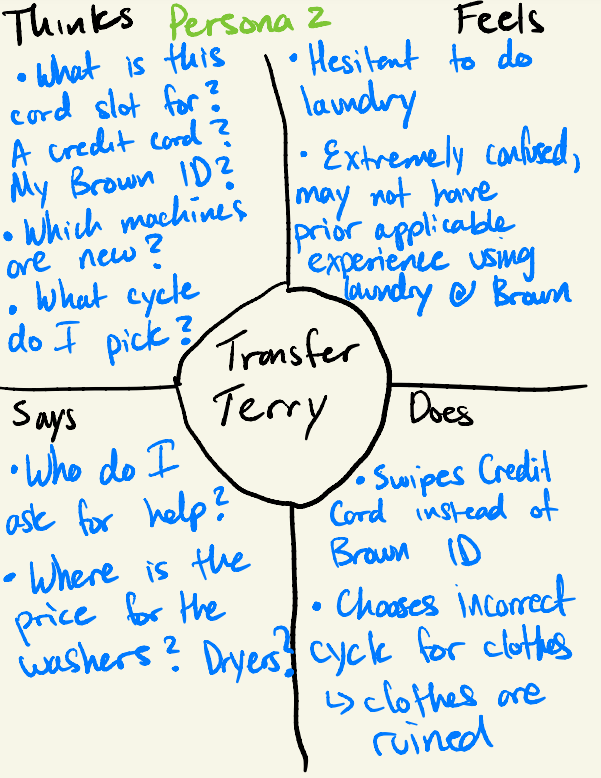 Thinks Persona 2
• What is this
card slot for?
A credit card?
My Brown ID?
• Which machines
are new?
• What cycle
do I pick?
Feels
• Hesitent to do
laundry
• Extremely confused,
may not have
prior applicable
experience using
laundry @ Brown
Transfer
Terry
Says
• Who do I
ask for help?
• Where is the
price for the
washers? Dryers?
Does
• Swipes Credit
Card instead of
Brown ID
• Chooses incorrect
cycle for clothes
↳ clothes are
ruined